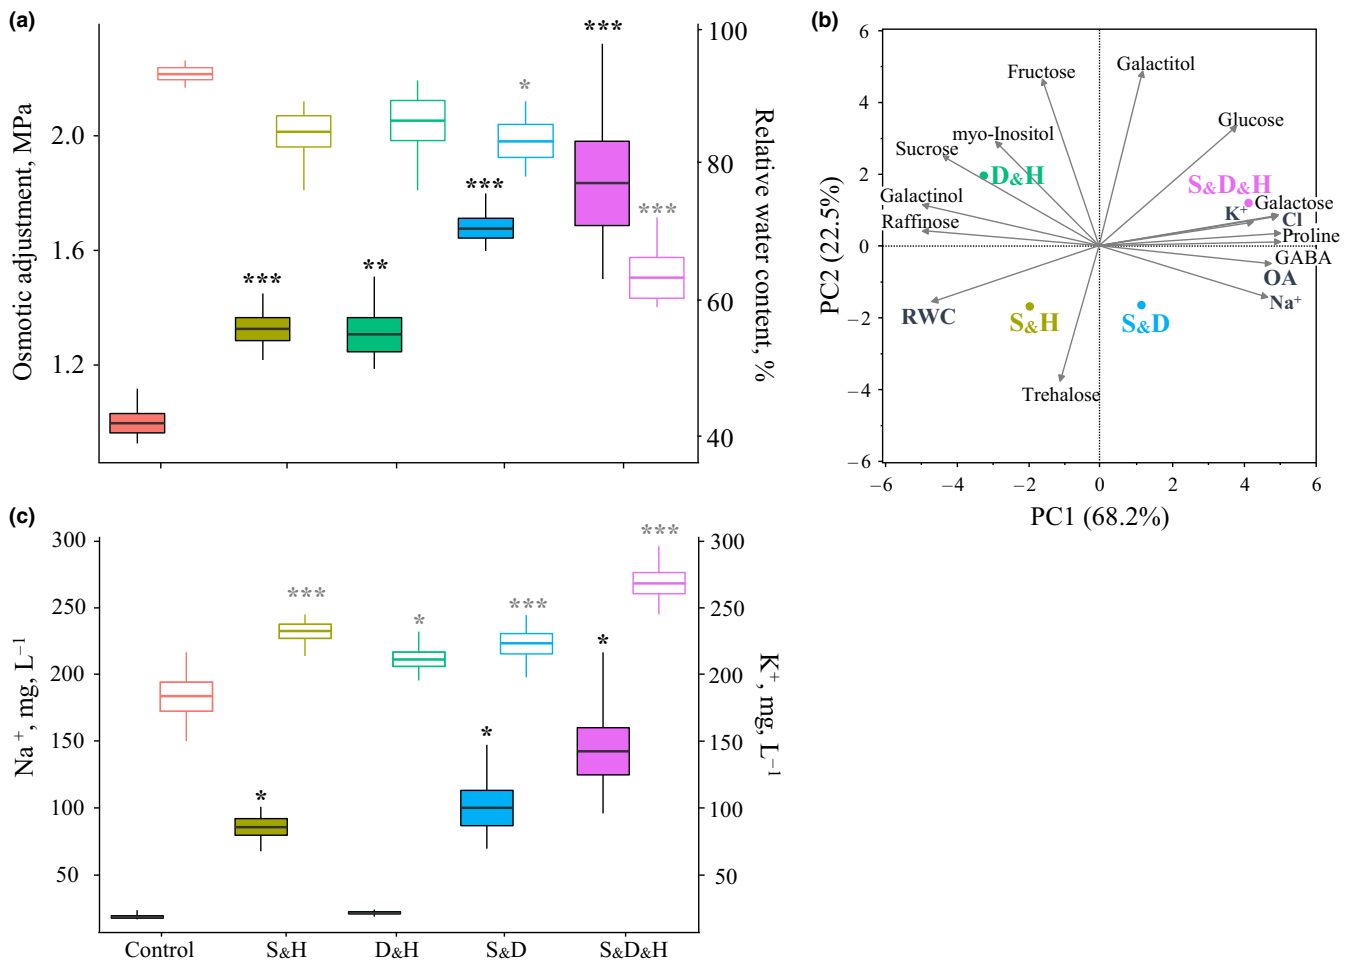 (a)
***
100
2.0
*
80
***
***
1.6
***
**
60
1.2
40
Osmotic adjustment, MPa
Relative water content, %
(b)
6
Fructose
Galactitol
4
Glucose
myo-Inositol
Sucrose
2
D&H
S&D&H
Galactinol
Galactose
K⁺
Cl
Raffinose
Proline
0
GABA
OA
Na⁺
RWC
S&H
S&D
−2
Trehalose
−4
−6
−6 −4 −2 0 2 4 6
PC1 (68.2%)
PC2 (22.5%)
(c)
***
300
300
***
***
250
*
250
*
200
200
150
*
150
*
100
100
50
50
Na⁺, mg, L⁻¹
K⁺, mg, L⁻¹
Control S&H D&H S&D S&D&H